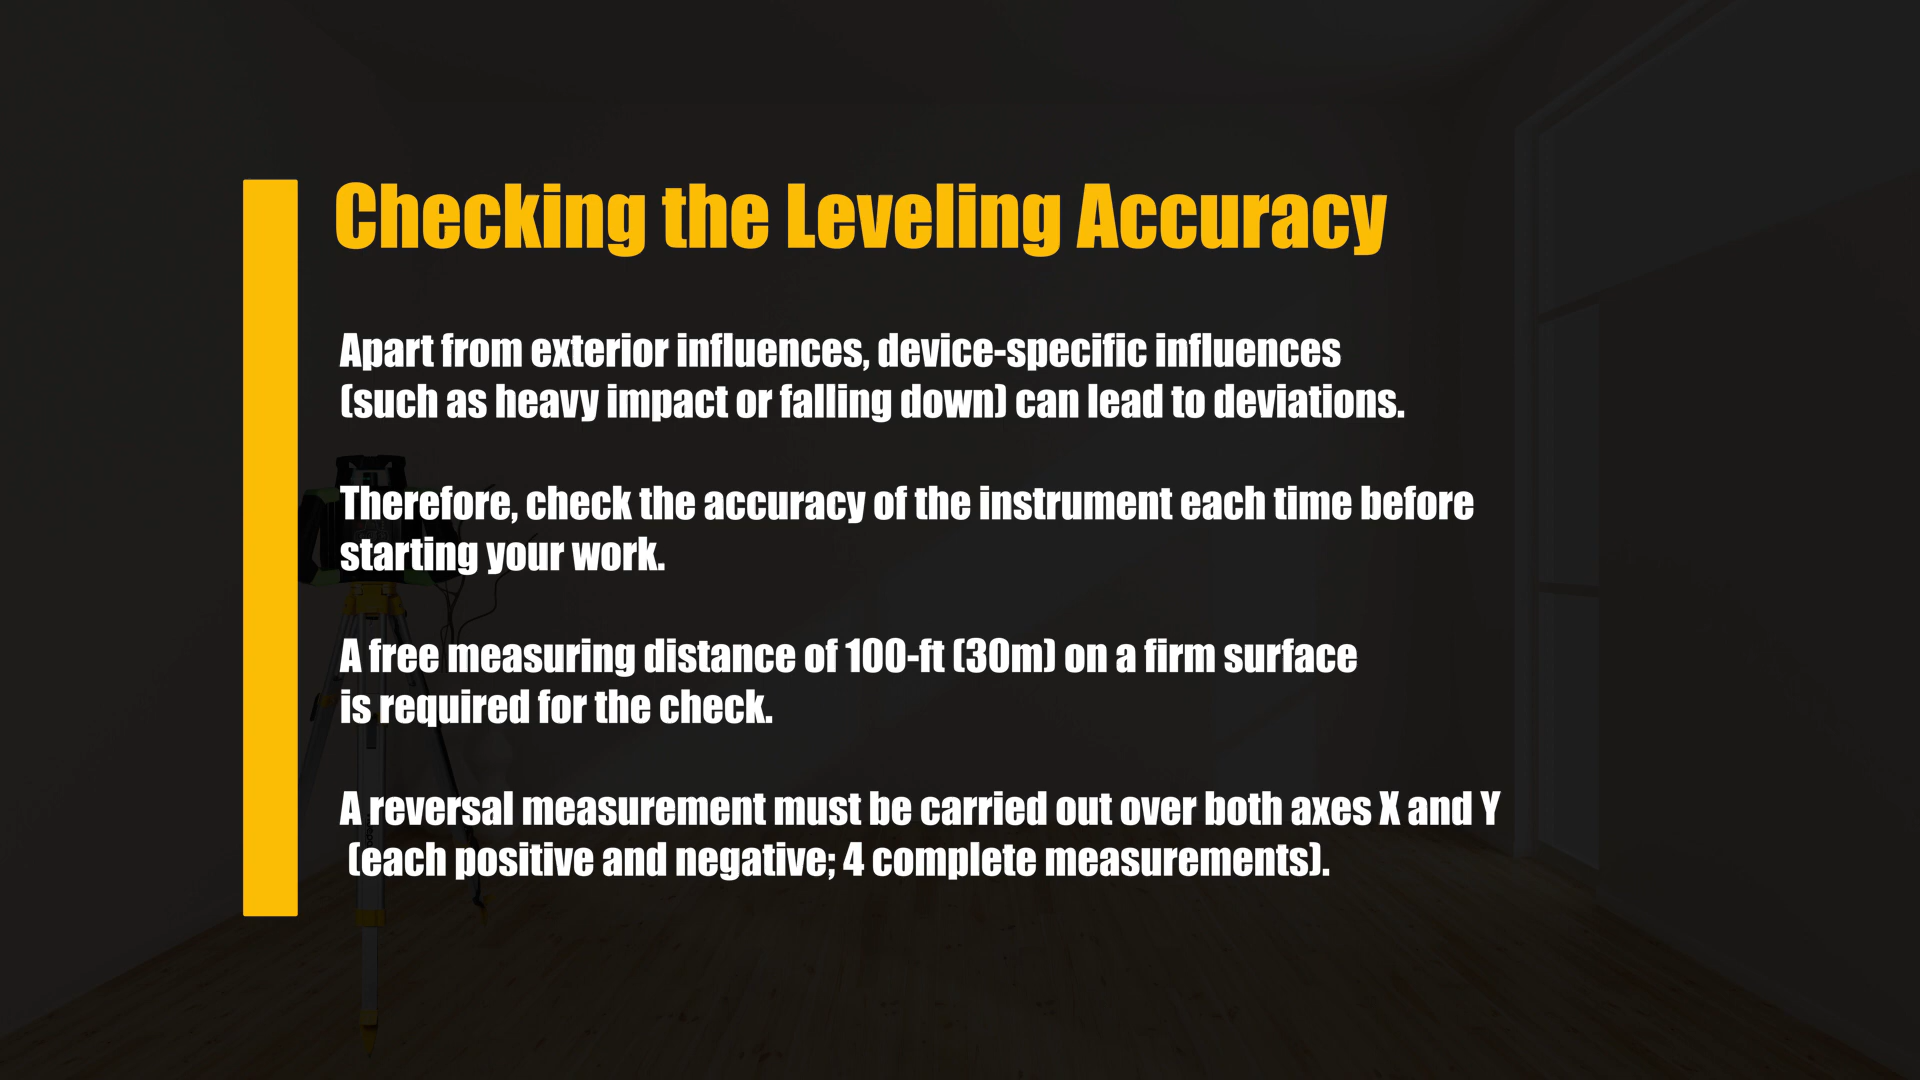 Checking the Leveling Accuracy
Apart from exterior influences, device-specific influences
(such as heavy impact or falling down) can lead to deviations.
Therefore, check the accuracy of the instrument each time before
starting your work.
A free measuring distance of 100-ft (30m) on a firm surface
is required for the check.
A reversal measurement must be carried out over both axes X and Y
(each positive and negative; 4 complete measurements).